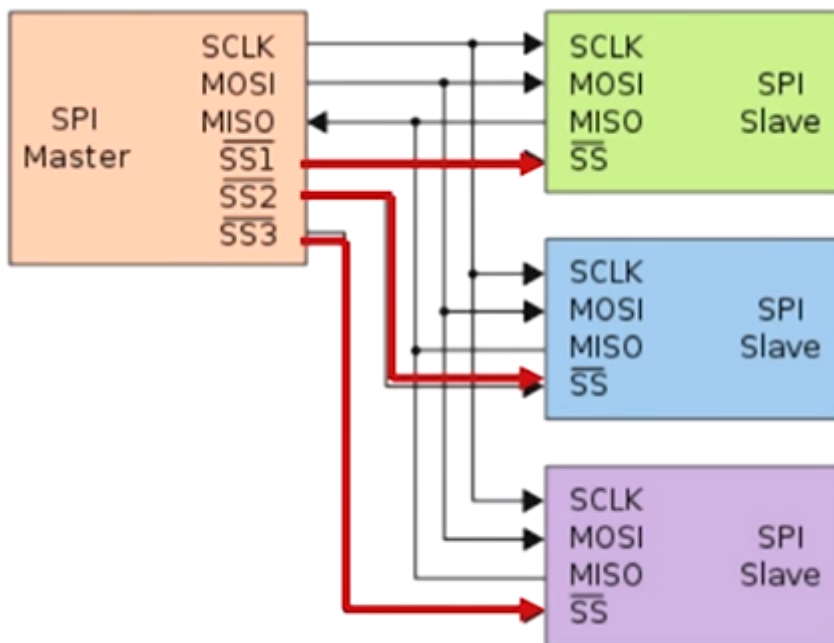 SCLK
MOSI
MISO
SS1
SS2
SS3
SPI
Master
SCLK
MOSI
MISO
SS
SPI
Slave
SCLK
MOSI
MISO
SS
SPI
Slave
SCLK
MOSI
MISO
SS
SPI
Slave